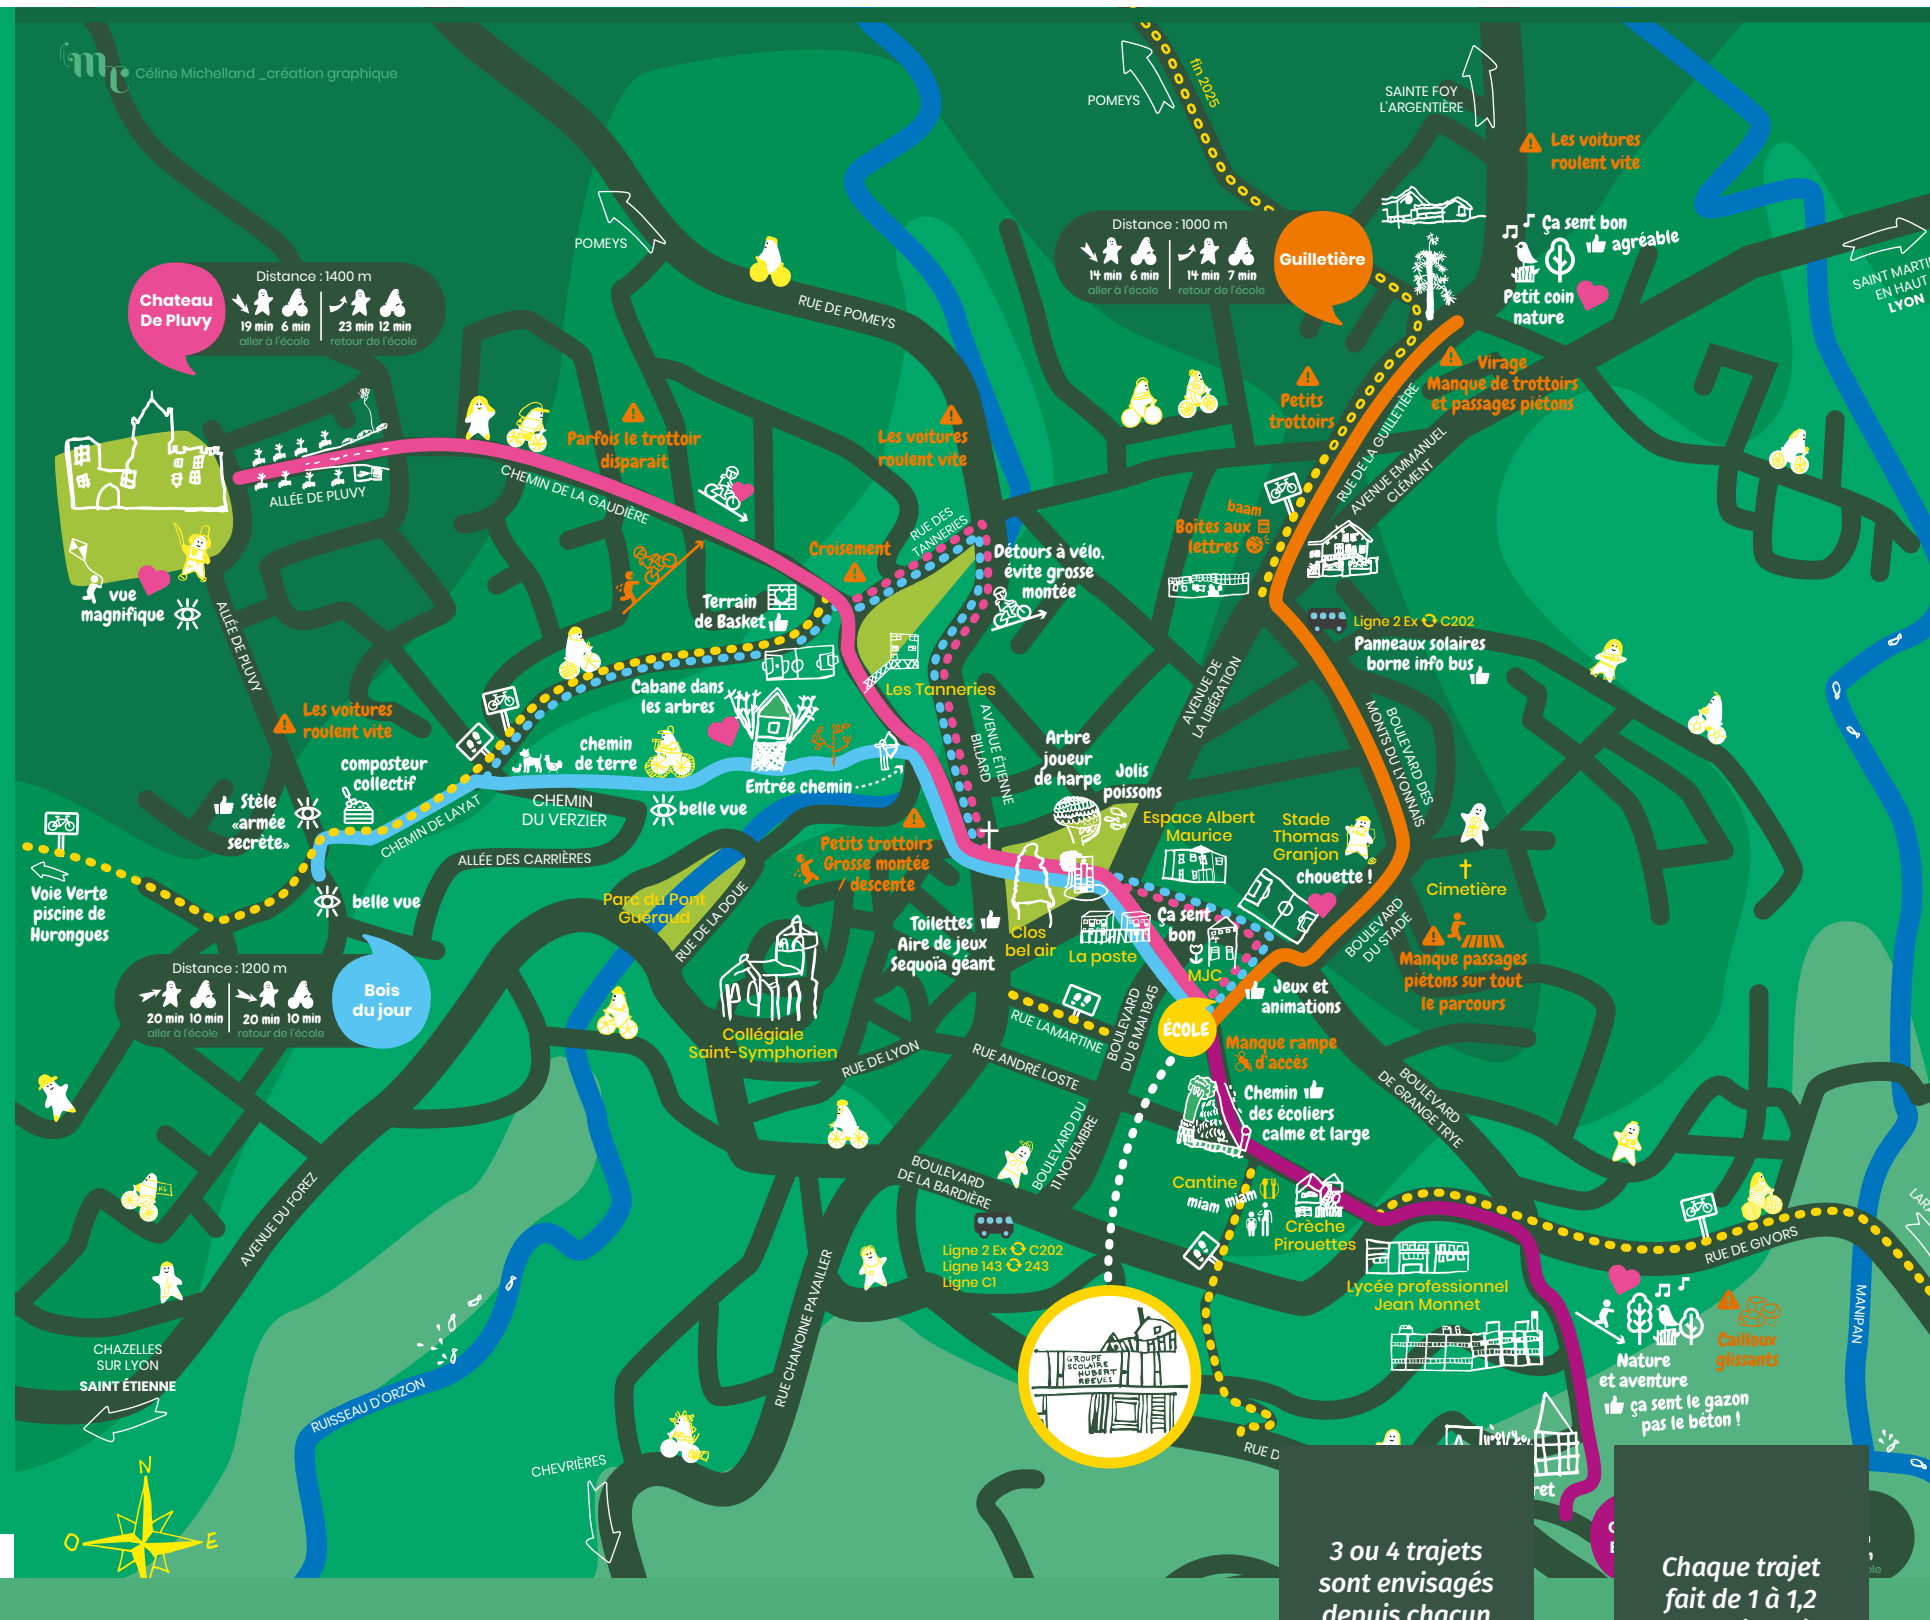 Céline Michelland _création graphique
POMEYS
fin 2025
SAINTE FOY
L'ARGENTIÈRE
Les voitures
roulent vite
Ça sent bon
agréable
Petit coin
nature
SAINT MARTIN
EN HAUT
LYON
POMEYS
Distance : 1000 m
14 min 6 min
aller à l'école
14 min 7 min
retour de l'école
Guilletière
Chateau
De Pluvy
Distance : 1400 m
19 min 6 min
aller à l'école
23 min 12 min
retour de l'école
RUE DE POMEYS
Virage
Manque de trottoirs
et passages piétons
Petits
trottoirs
RUE DE LA GUILLETIÈRE
AVENUE EMMANUEL
CLÉMENT
Parfois le trottoir
disparait
Les voitures
roulent vite
ALLÉE DE PLUVY
CHEMIN DE LA GAUDIÈRE
RUE DES
TANNERIES
baam
Boîtes aux
lettres
Croisement
Détours à vélo,
évite grosse
montée
vue
magnifique
Terrain
de Basket
ALLÉE DE PLUVY
Ligne 2 Ex C202
Panneaux solaires
borne info bus
Cabane dans
les arbres
Les Tanneries
AVENUE DE
LA LIBÉRATION
BOULEVARD DES
MONTS DU LYONNAIS
Les voitures
roulent vite
chemin
de terre
AVENUE ÉTIENNE
BILLARD
Arbre
joueur
de harpe
Jolis
poissons
composteur
collectif
Entrée chemin
Stèle
«armée
secrète»
CHEMIN DE LAYAT
CHEMIN
DU VERZIER
belle vue
Espace Albert
Maurice
Stade
Thomas
Granjon
chouette !
Petits trottoirs
Grosse montée
/ descente
ALLÉE DES CARRIÈRES
Cimetière
Voie Verte
piscine de
Hurongues
belle vue
Parc du Pont
Guéraud
RUE DE LA DOUE
Toilettes
Aire de jeux
Sequoïa géant
Clos
bel air
La poste
Ça sent
bon
MJC
BOULEVARD
DU STADE
Manque passages
piétons sur tout
le parcours
Distance : 1200 m
20 min 10 min
aller à l'école
20 min 10 min
retour de l'école
Bois
du jour
Collégiale
Saint-Symphorien
RUE LAMARTINE
BOULEVARD
DU 8 MAI 1945
Jeux et
animations
ÉCOLE
Manque rampe
d'accès
RUE DE LYON
RUE ANDRÉ LOSTE
Chemin
des écoliers
calme et large
BOULEVARD
DE GRANGE TRYE
BOULEVARD DU
11 NOVEMBRE
BOULEVARD
DE LA BARDIÈRE
Cantine
miam miam
Crèche
Pirouettes
AVENUE DU FOREZ
Ligne 2 Ex C202
Ligne 143 243
Ligne C1
RUE DE GIVORS
Lycée professionnel
Jean Monnet
RUE CHANOINE PAVAILLER
MANIPAN
Cailloux
glissants
Nature
et aventure
ça sent le gazon
pas le béton !
GROUPE
SCOLAIRE
HUBERT
REEVES
CHAZELLES
SUR LYON
SAINT ÉTIENNE
RUISSEAU D'ORZON
CHEVRIÈRES
RUE D
ret
N
O
E
3 ou 4 trajets
sont envisagés
depuis chacun
Chaque trajet
fait de 1 à 1,2